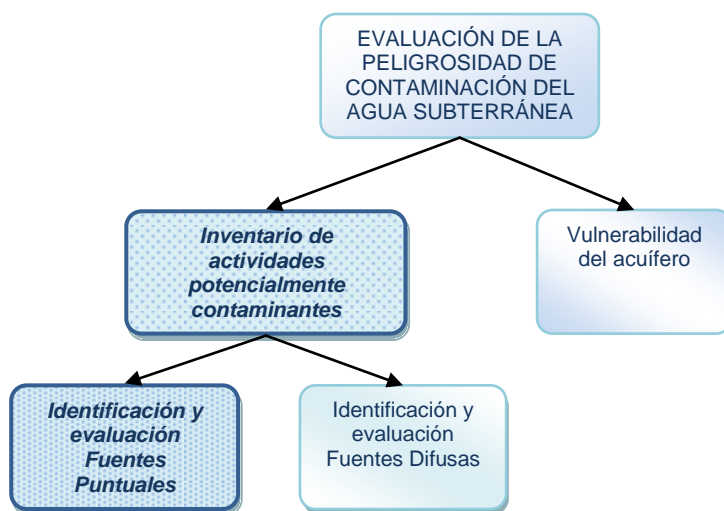 EVALUACIÓN DE LA
PELIGROSIDAD DE
CONTAMINACIÓN DEL
AGUA SUBTERRÁNEA
Inventario de
actividades
potencialmente
contaminantes
Vulnerabilidad
del acuífero
Identificación y
evaluación
Fuentes
Puntuales
Identificación y
evaluación
Fuentes Difusas